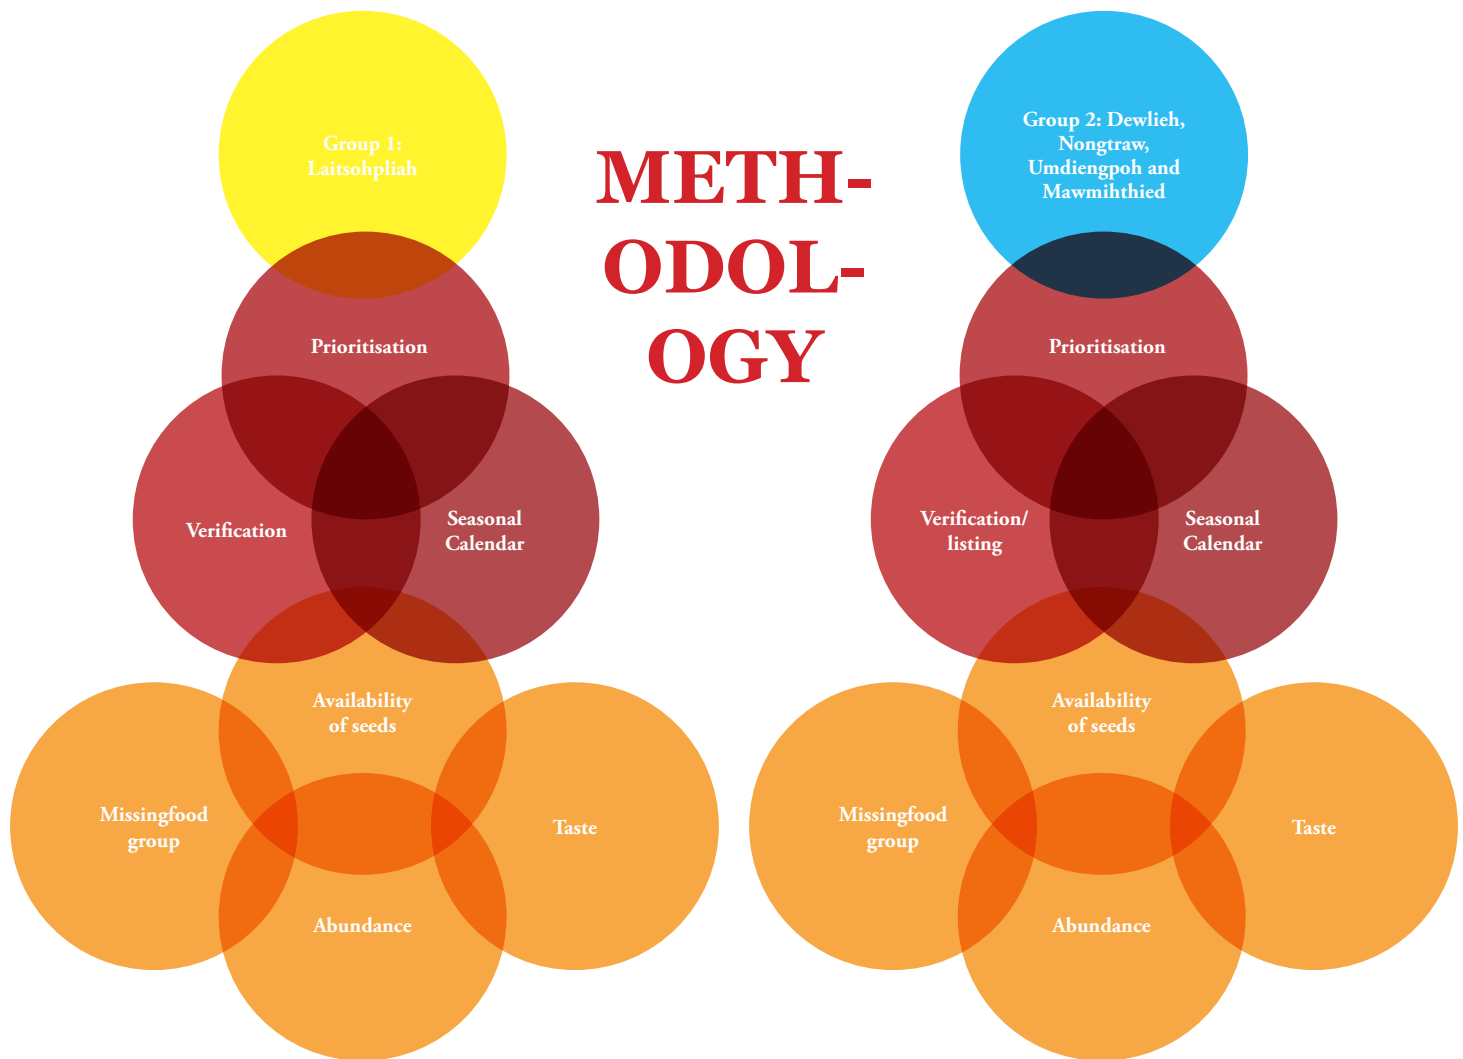 Group 1:
Laitsohpliah
Prioritisation
Verification
Seasonal
Calendar
Availability
of seeds
Missingfood
group
Taste
Abundance
METH-
ODOL-
OGY
Group 2: Dewlieh,
Nongtraw,
Umdiengpoh and
Mawmihthied
Prioritisation
Verification/
listing
Seasonal
Calendar
Availability
of seeds
Missingfood
group
Taste
Abundance